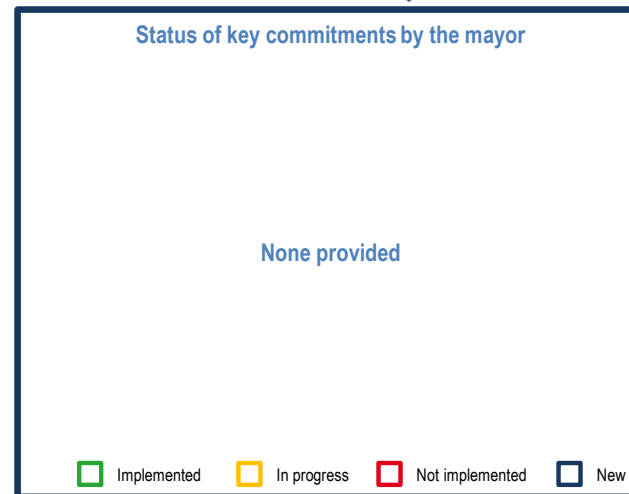 Status of key commitments by the mayor
None provided
Implemented In progress Not implemented New